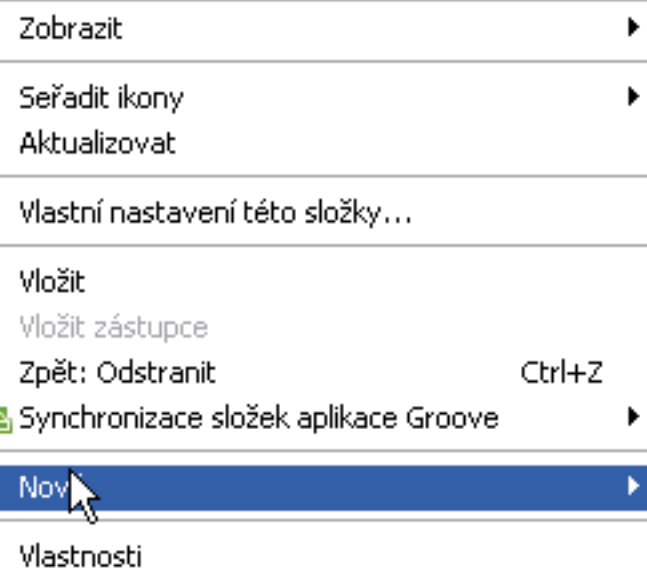 Zobrazit
Seřadit ikony
Aktualizovat
Vlastní nastavení této složky...
Vložit
Vložit zástupce
Zpět: Odstranit Ctrl+Z
Synchronizace složek aplikace Groove
Vlastnosti